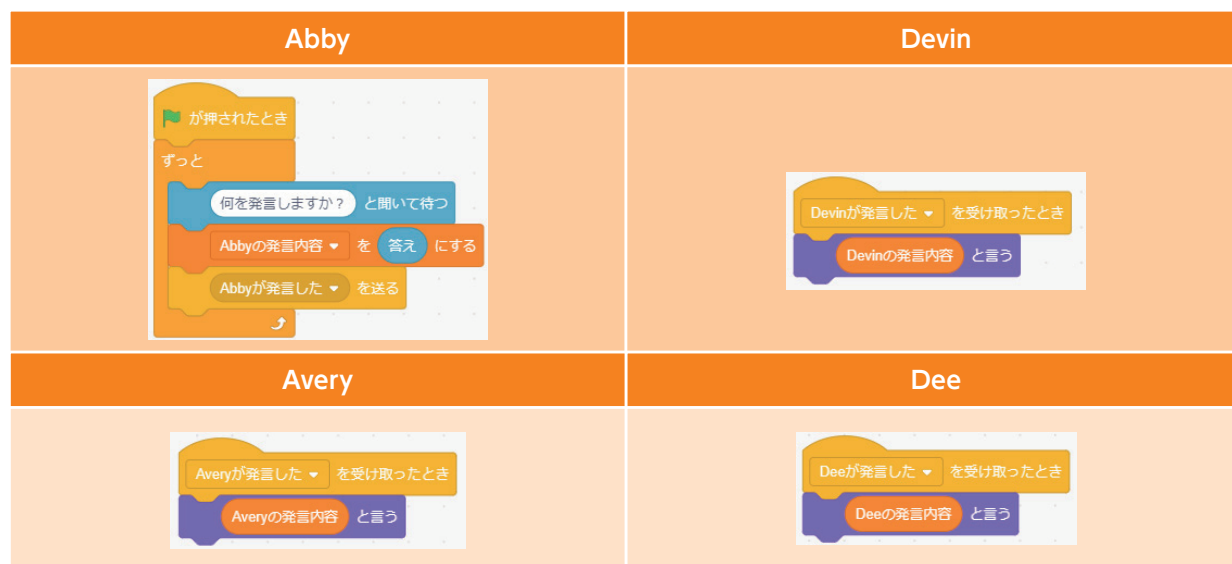 Abby
Devin
が押されたとき
ずっと
何を発言しますか? と聞いて待つ
Abbyの発言内容 を 答え にする
Abbyが発言した を送る
Devinが発言した を受け取ったとき
Devinの発言内容 と言う
Avery
Dee
Averyが発言した を受け取ったとき
Averyの発言内容 と言う
Deeが発言した を受け取ったとき
Deeの発言内容 と言う